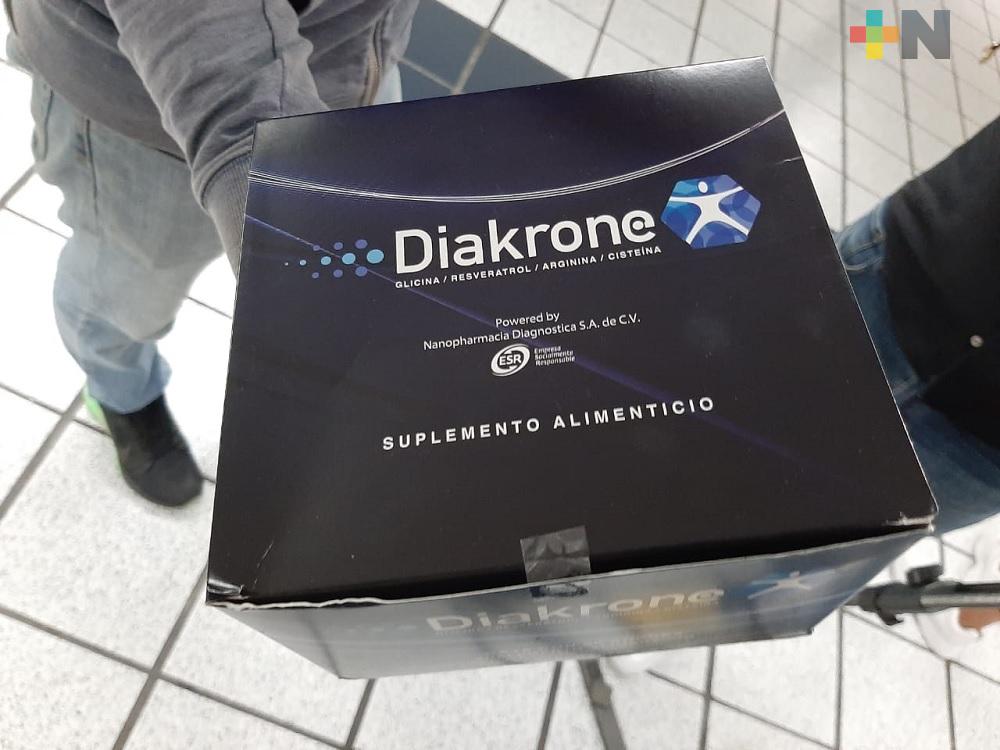 +N
Diakrone
GLICINA / RESVERATROL / ARGININA / CISTEÍNA
Powered by
Nanopharmacia Diagnostica S.A. de C.V.
ESR
Empresa
Socialmente
Responsable
SUPLEMENTO ALIMENTICIO
Diakrone